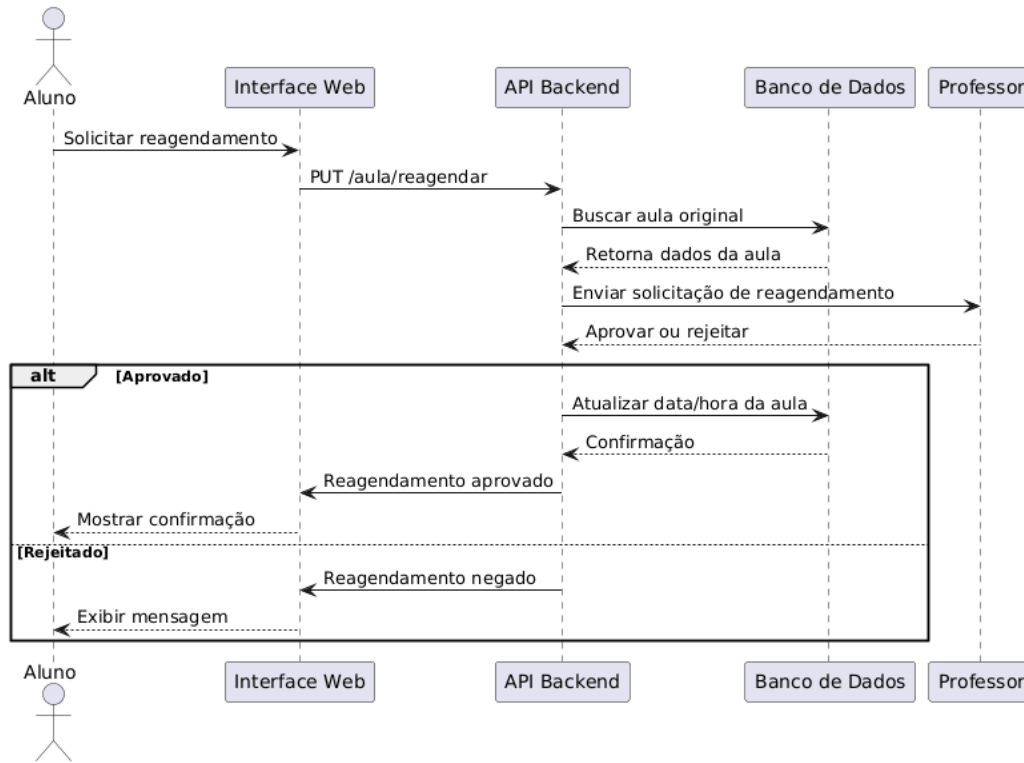 Aluno
Interface Web
API Backend
Banco de Dados
Professor
Solicitar reagendamento
PUT /aula/reagendar
Buscar aula original
Retorna dados da aula
Enviar solicitação de reagendamento
Aprovar ou rejeitar
alt [Aprovado]
Atualizar data/hora da aula
Confirmação
Reagendamento aprovado
Mostrar confirmação
[Rejeitado]
Reagendamento negado
Exibir mensagem
Aluno
Interface Web
API Backend
Banco de Dados
Professor